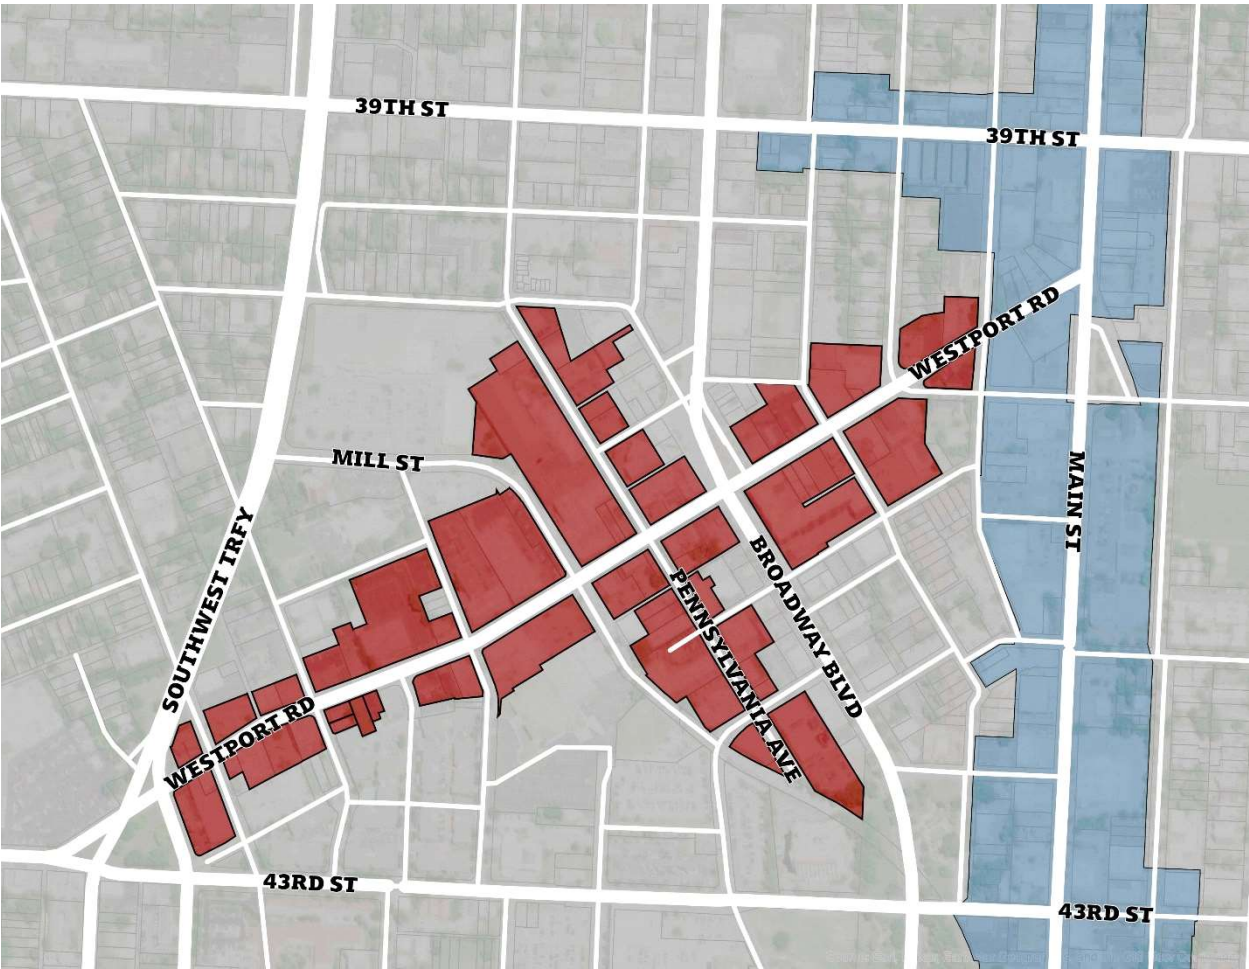 39TH ST
39TH ST
WESTPORT RD
MILL ST
MAIN ST
SOUTHWEST TRFY
BROADWAY BLVD
PENNSYLVANIA AVE
WESTPORT RD
43RD ST
43RD ST